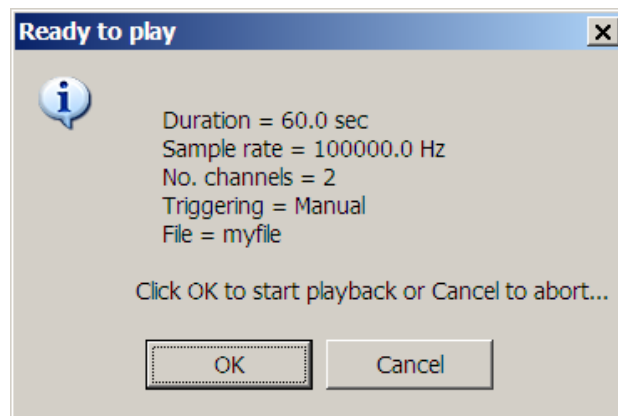 Ready to play
Duration = 60.0 sec
Sample rate = 100000.0 Hz
No. channels = 2
Triggering = Manual
File = myfile
Click OK to start playback or Cancel to abort...
OK
Cancel